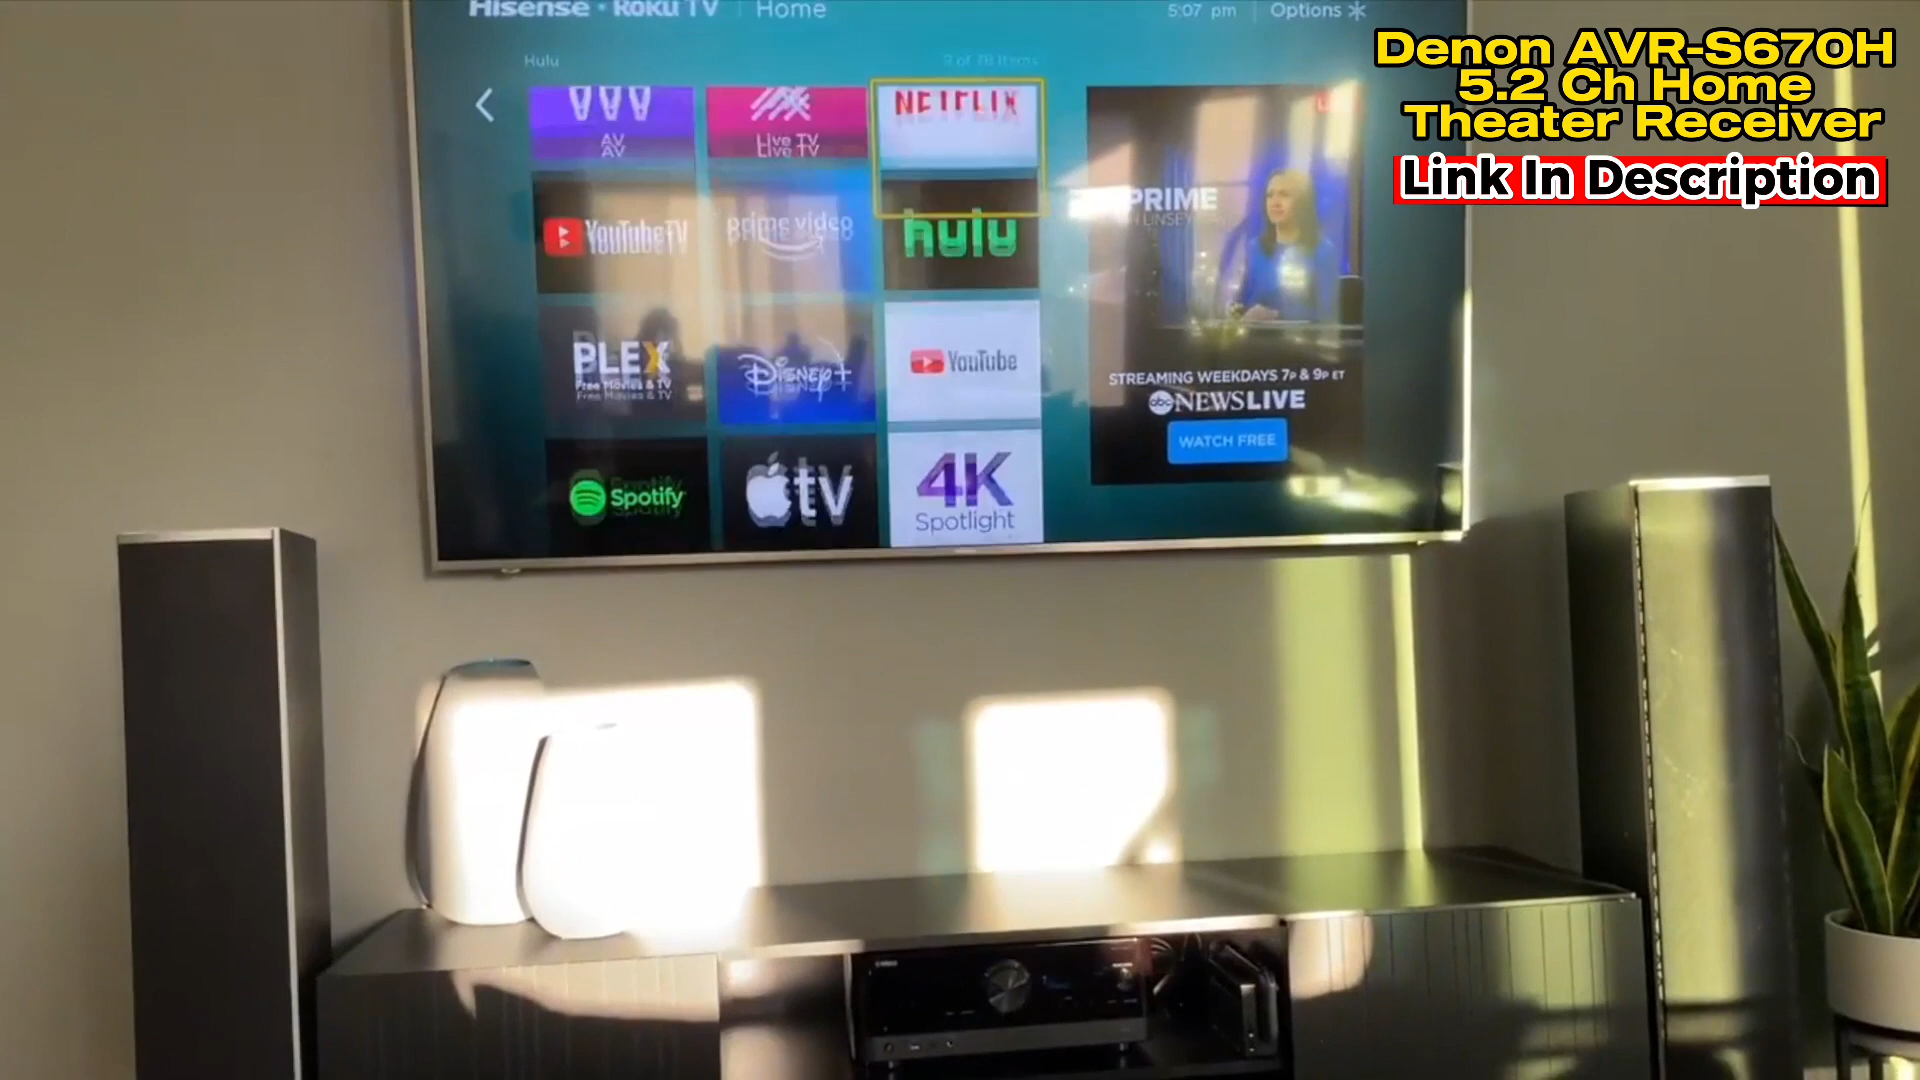 Hisense • Roku TV | Home
5:07 pm | Options
Denon AVR-S670H
5.2 Ch Home
Theater Receiver
Link In Description
Hulu
AV
Live TV
NETFLIX
YouTubeTV
prime video
hulu
PRIME
PLEX
Free Movies & TV
Disney+
YouTube
STREAMING WEEKDAYS 7P & 9P ET
abc NEWS LIVE
WATCH FREE
Spotify
tv
4K
Spotlight